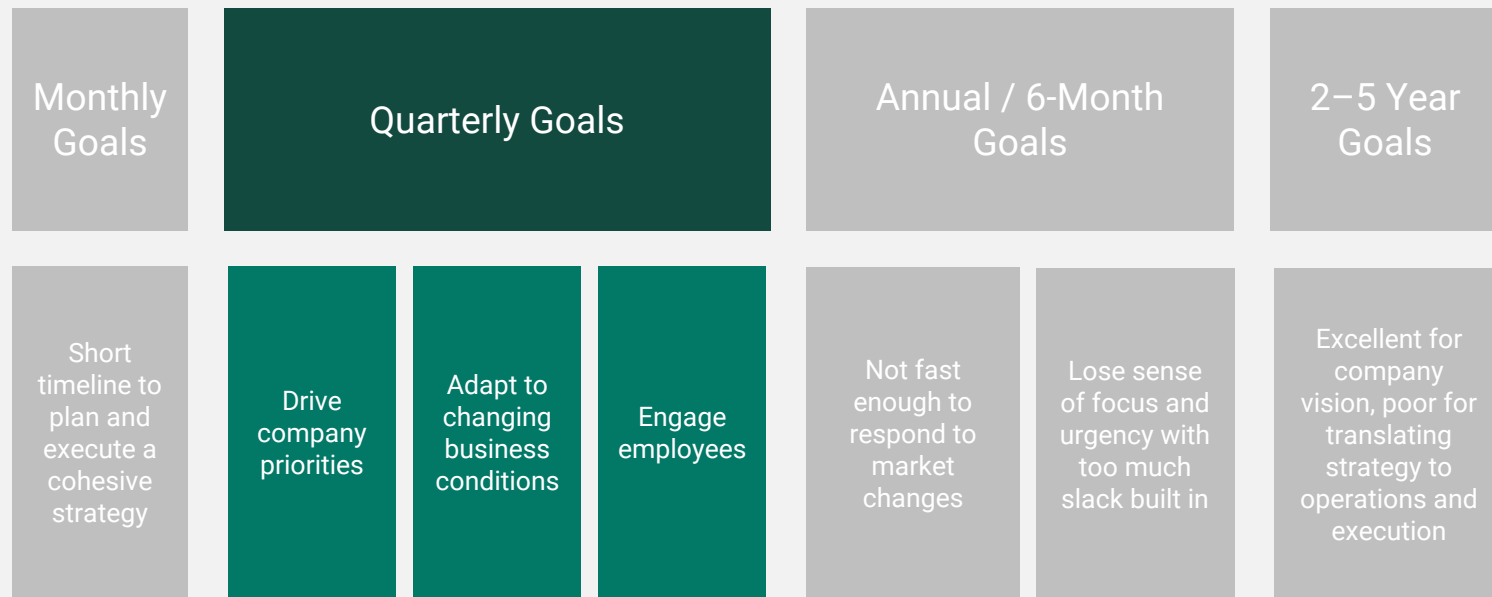 Monthly
Goals
Quarterly Goals
Annual / 6-Month
Goals
2–5 Year
Goals
Short
timeline to
plan and
execute a
cohesive
strategy
Drive
company
priorities
Adapt to
changing
business
conditions
Engage
employees
Not fast
enough to
respond to
market
changes
Lose sense
of focus and
urgency with
too much
slack built in
Excellent for
company
vision, poor for
translating
strategy to
operations and
execution